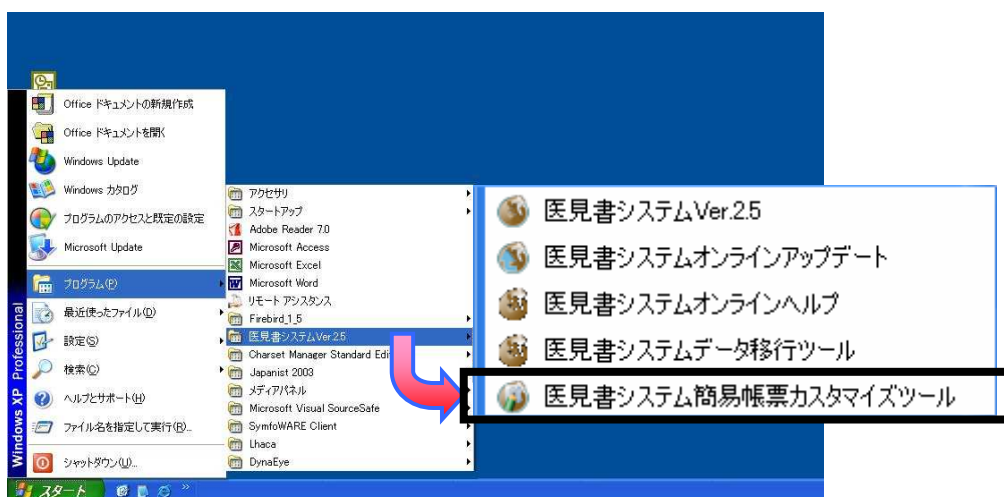 Office ドキュメントの新規作成
Office ドキュメントを開く
Windows Update
Windows カタログ
プログラムのアクセスと既定の設定
Microsoft Update
プログラム(P)
最近使ったファイル(D)
設定(S)
検索(C)
ヘルプとサポート(H)
ファイル名を指定して実行(R)...
シャットダウン(U)...
Windows XP Professional
スタート
アクセサリ
スタートアップ
Adobe Reader 7.0
Microsoft Access
Microsoft Excel
Microsoft Word
リモート アシスタンス
Firebird_1_5
医見書システムVer2.5
Charset Manager Standard Edi
Japanist 2003
メディアパネル
Microsoft Visual SourceSafe
SymfoWARE Client
Lhaca
DynaEye
医見書システムVer.2.5
医見書システムオンラインアップデート
医見書システムオンラインヘルプ
医見書システムデータ移行ツール
医見書システム簡易帳票カスタマイズツール